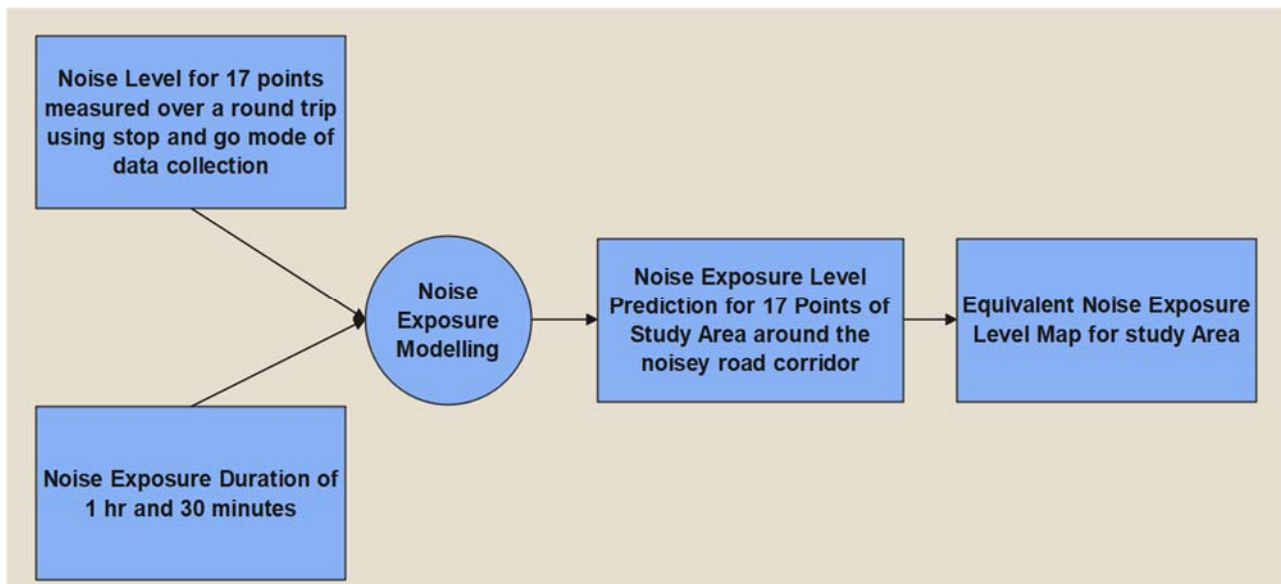 Noise Level for 17 points
measured over a round trip
using stop and go mode of
data collection
Noise Exposure Duration of
1 hr and 30 minutes
Noise
Exposure
Modelling
Noise Exposure Level
Prediction for 17 Points of
Study Area around the
noisey road corridor
Equivalent Noise Exposure
Level Map for study Area